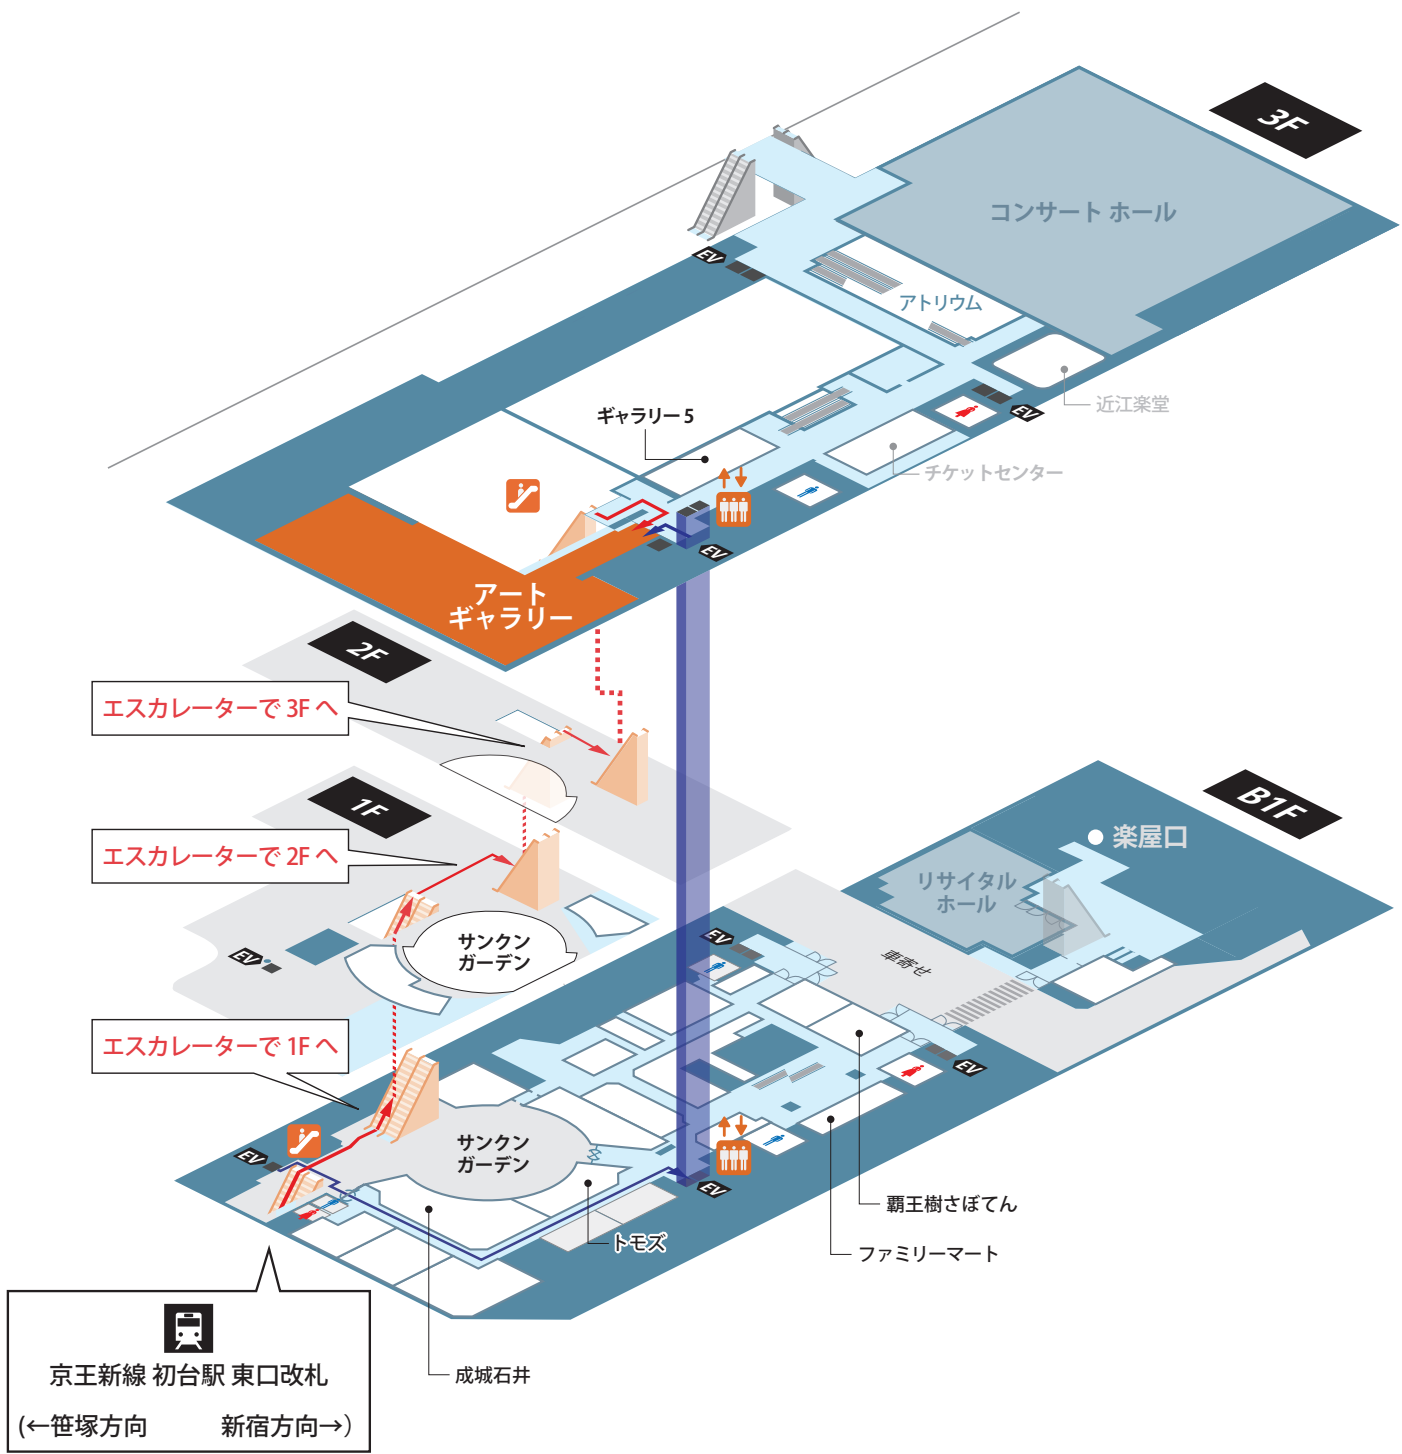 3F
コンサート ホール
EV
アトリウム
近江楽堂
EV
ギャラリー 5
チケットセンター
EV
アート
ギャラリー
2F
エスカレーターで 3F へ
1F
エスカレーターで 2F へ
サンクン
ガーデン
EV
エスカレーターで 1F へ
B1F
楽屋口
リサイタル
ホール
車寄せ
EV
EV
サンクン
ガーデン
EV
EV
覇王樹さぼてん
トモズ
ファミリーマート
成城石井
京王新線 初台駅 東口改札
(←笹塚方向 新宿方向→)